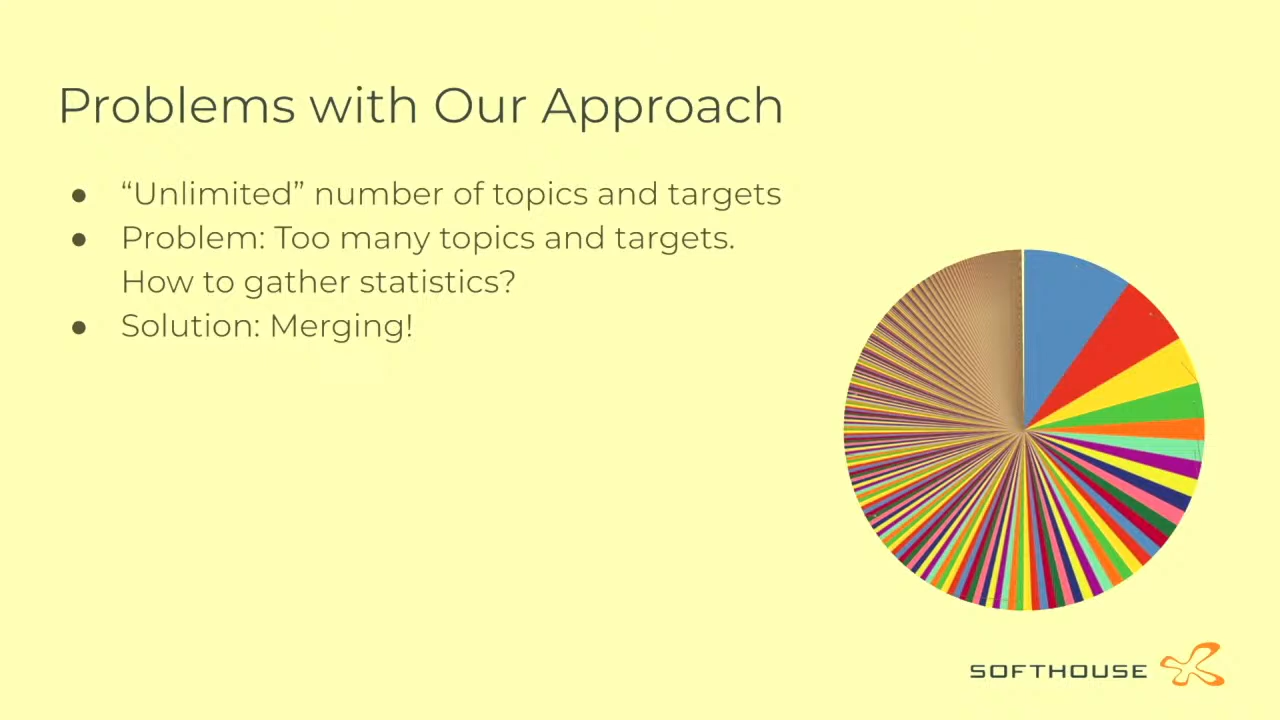 Problems with Our Approach
● “Unlimited” number of topics and targets
● Problem: Too many topics and targets.
How to gather statistics?
● Solution: Merging!
SOFTHOUSE